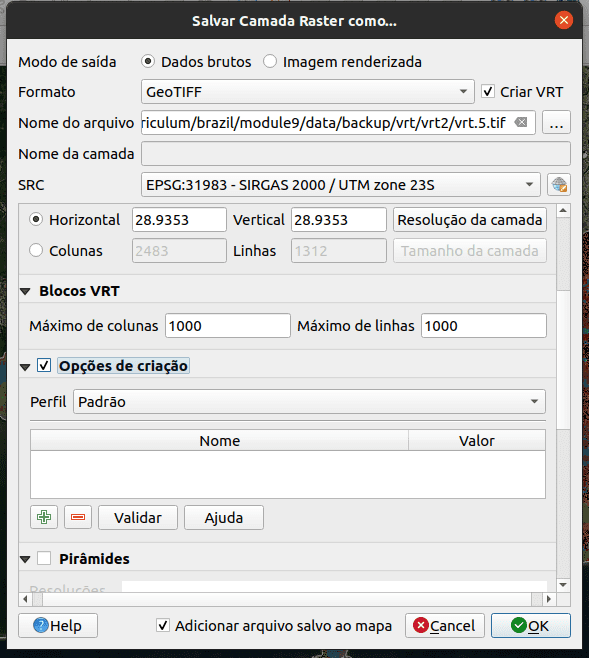 Salvar Camada Raster como...
Modo de saída Dados brutos Imagem renderizada
Formato GeoTIFF Criar VRT
Nome do arquivo riculum/brazil/module9/data/backup/vrt/vrt2/vrt.5.tif ...
Nome da camada
SRC EPSG:31983 - SIRGAS 2000 / UTM zone 23S
Horizontal 28.9353 Vertical 28.9353 Resolução da camada
Colunas 2483 Linhas 1312 Tamanho da camada
Blocos VRT
Máximo de colunas 1000 Máximo de linhas 1000
Opções de criação
Perfil Padrão
Nome Valor
Validar Ajuda
Pirâmides
Resoluções
Help Adicionar arquivo salvo ao mapa Cancel OK